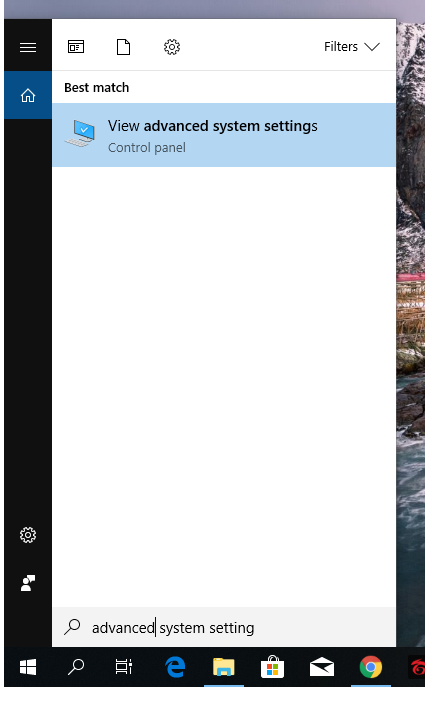 Filters
Best match
View advanced system settings
Control panel
advanced system setting